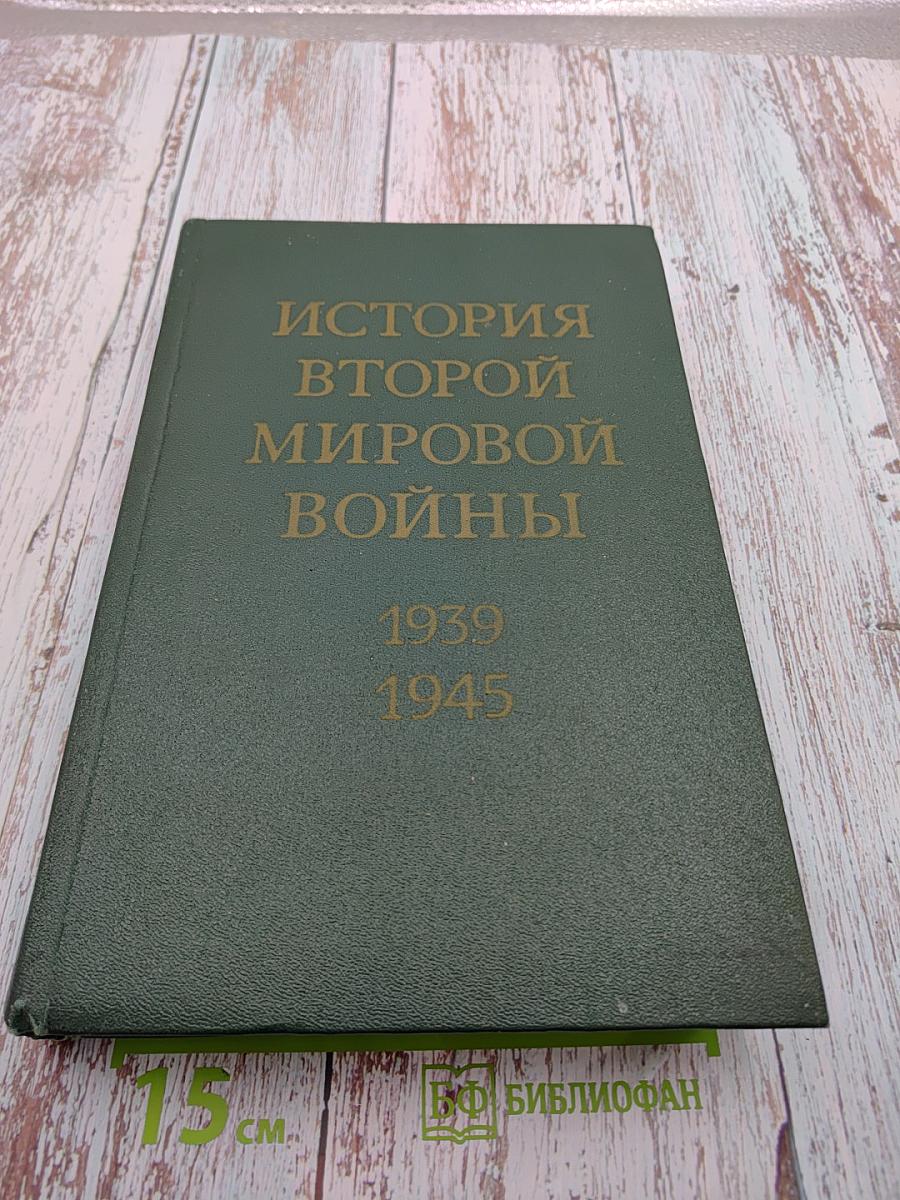 ИСТОРИЯ
ВТОРОЙ
МИРОВОЙ
ВОЙНЫ
1939
1945
15 см
БФ БИБЛИОФАН